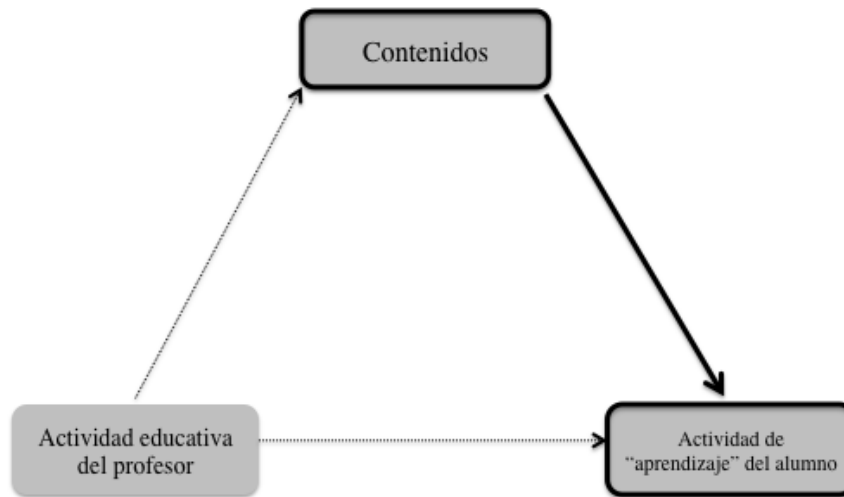 Contenidos
Actividad educativa
del profesor
Actividad de
“aprendizaje” del alumno